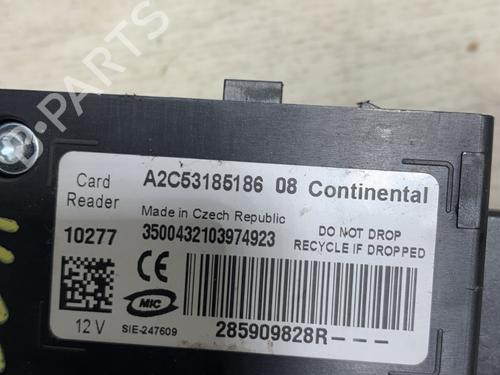 B-PARTS
Card Reader
A2C53185186 08 Continental
Made in Czech Republic
10277
3500432103974923
DO NOT DROP
RECYCLE IF DROPPED
CE
MIC
12 V
SIE-247609
285909828R---